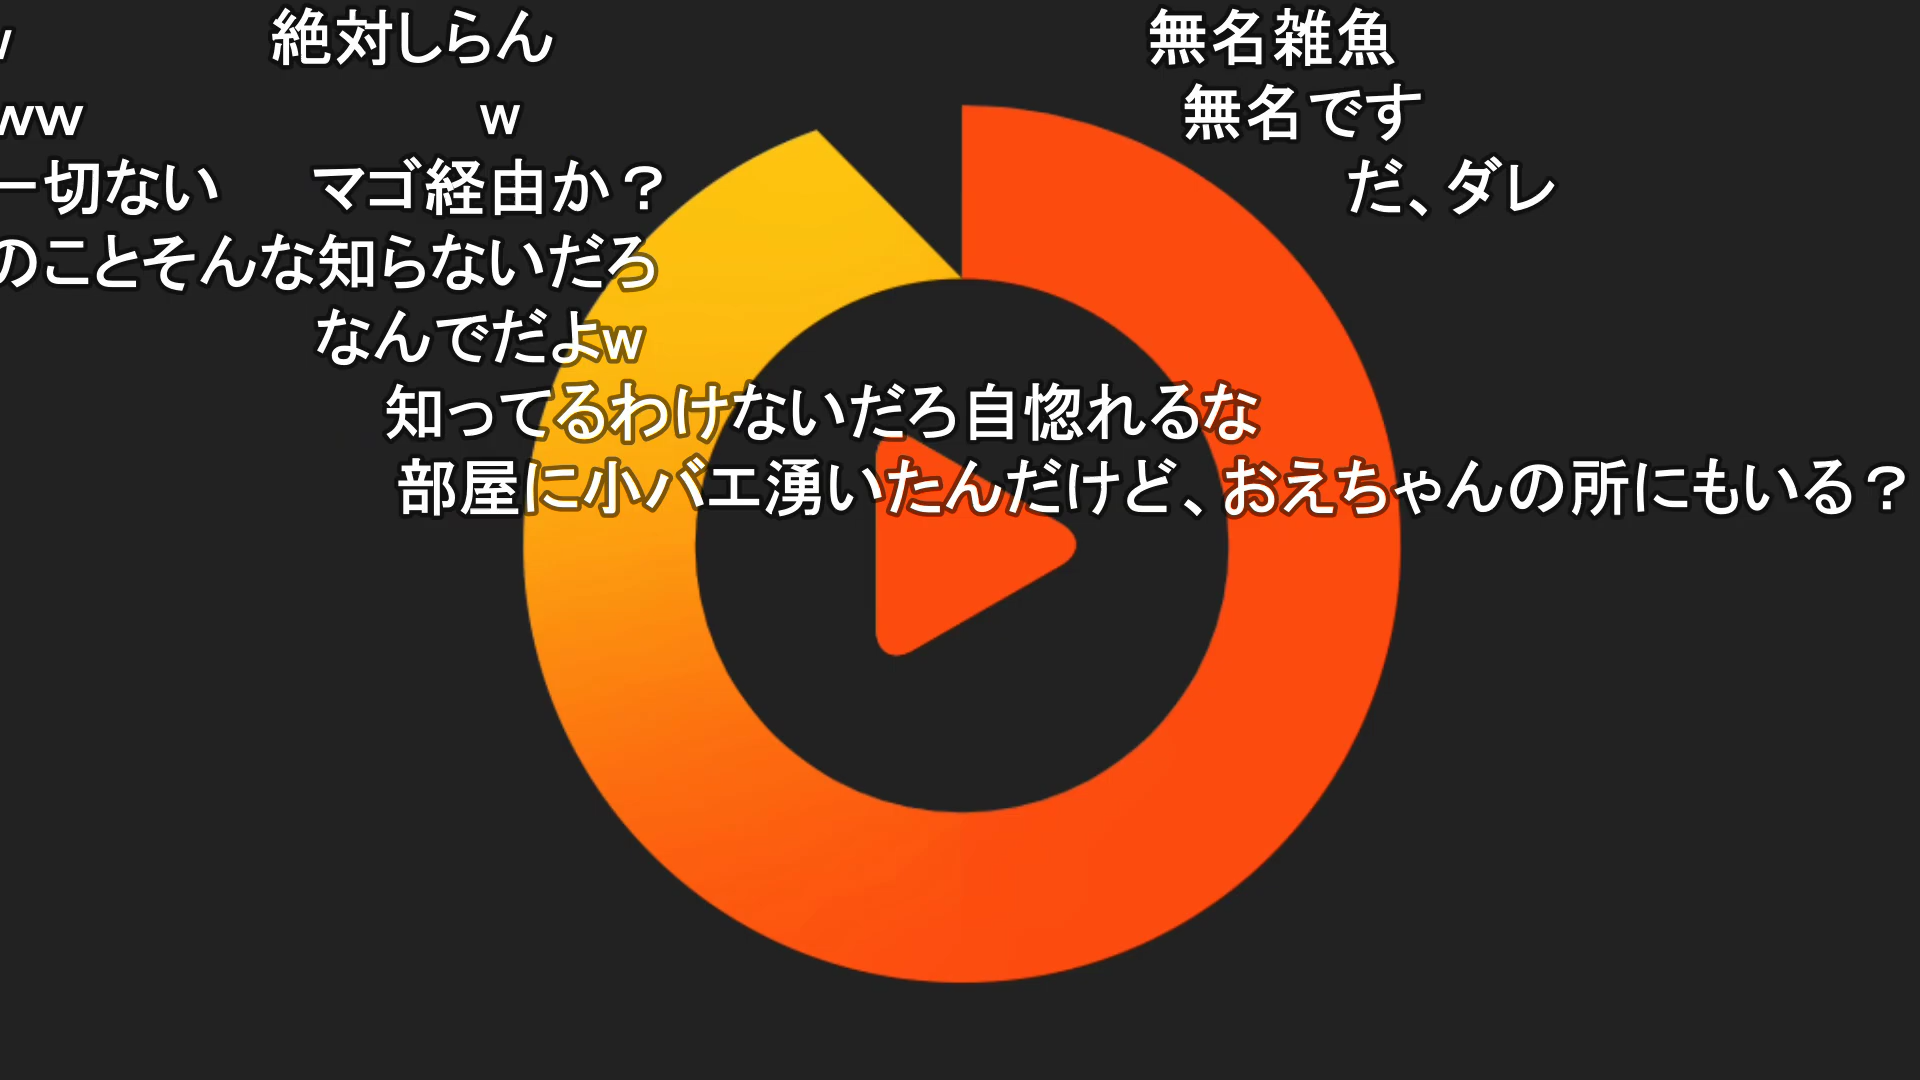 w
絶対しらん
無名雑魚
ww
w
無名です
一切ない
マゴ経由か？
だ、ダレ
のことそんな知らないだろ
なんでだよw
知ってるわけないだろ自惚れるな
部屋に小バエ湧いたんだけど、おえちゃんの所にもいる？